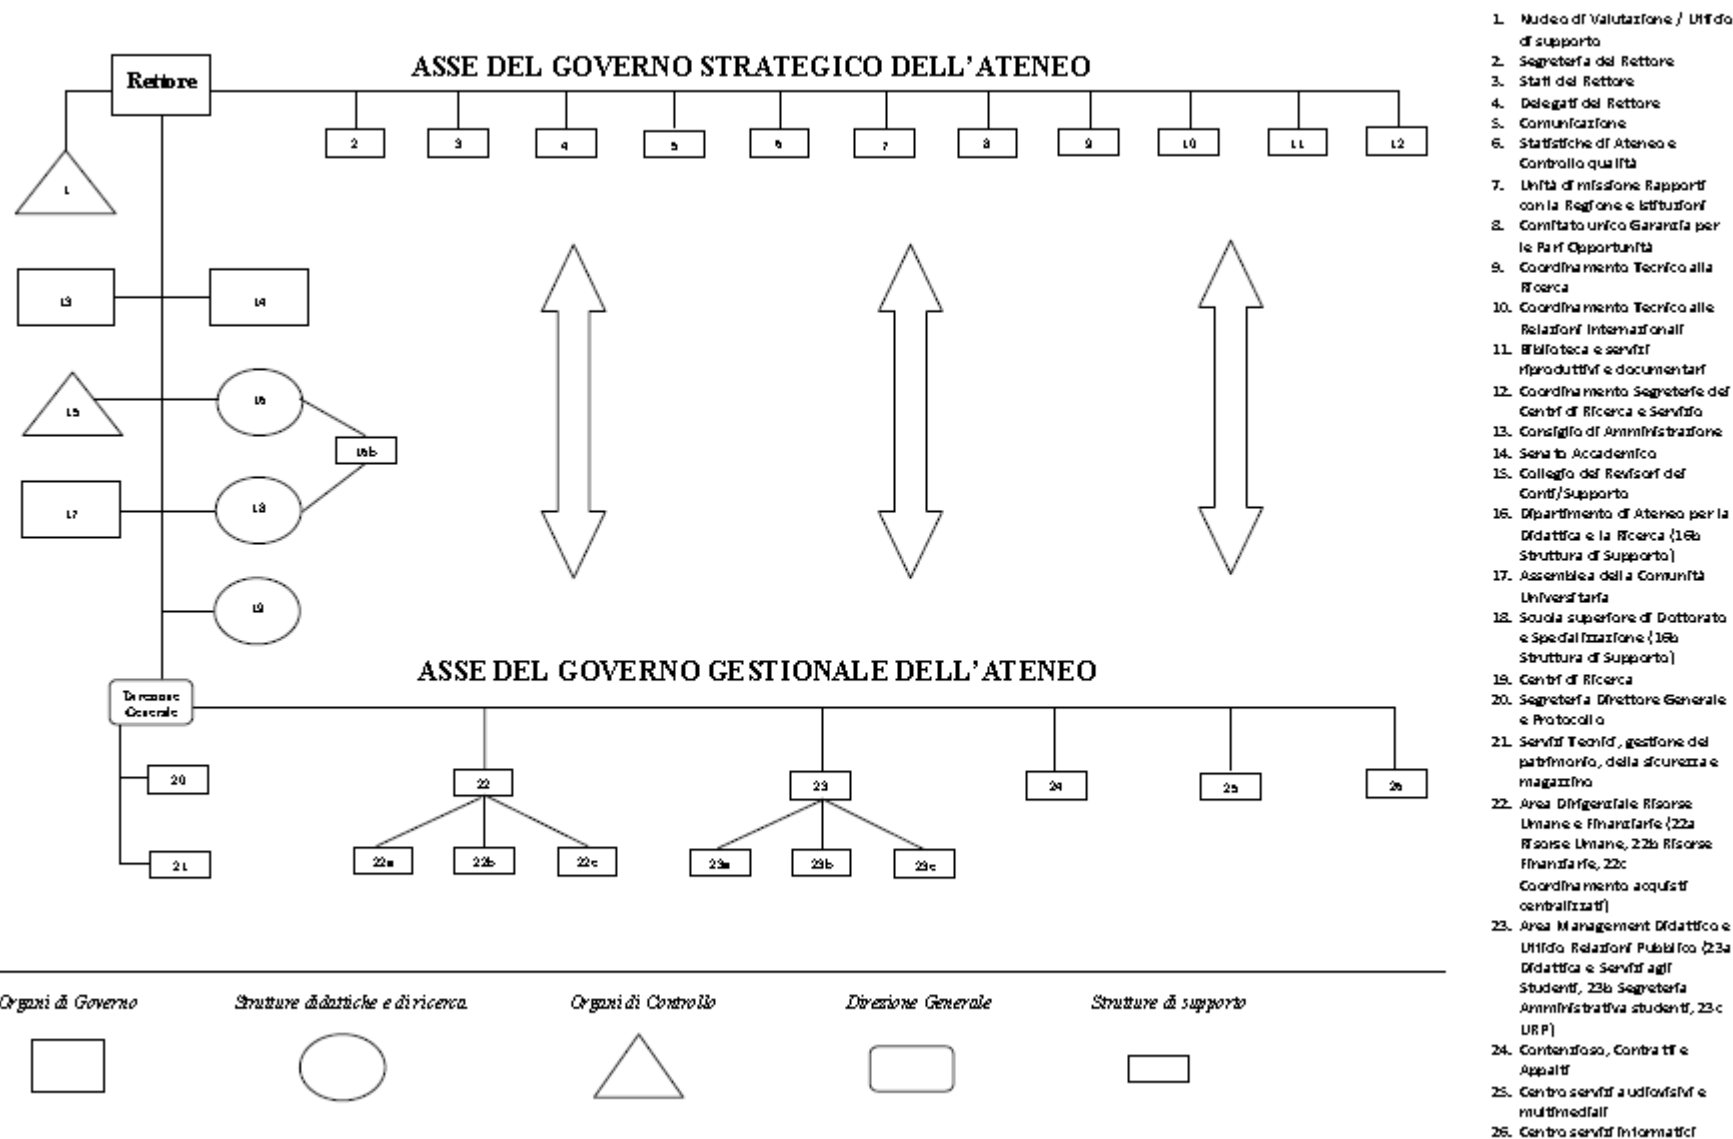 ASSE DEL GOVERNO STRATEGICO DELL'ATENEO
Rettore
2 3 4 5 6 7 8 9 10 11 12
1
13 14
15 16
16b
17 18
19
ASSE DEL GOVERNO GESTIONALE DELL'ATENEO
Direzione
Generale
20 22 23 24 25 26
21 22a 22b 22c 23a 23b 23c
Organi di Governo Strutture didattiche e di ricerca Organi di Controllo Direzione Generale Strutture di supporto
1. Nucleo di Valutazione / Ufficio
di supporto
2. Segreteria del Rettore
3. Staff del Rettore
4. Delegati del Rettore
5. Comunicazione
6. Statistiche di Ateneo e
Controllo qualità
7. Unità di missione Rapporti
con la Regione e Istituzioni
8. Comitato unico Garanzia per
le Pari Opportunità
9. Coordinamento Tecnico alla
Ricerca
10. Coordinamento Tecnico alle
Relazioni Internazionali
11. Biblioteca e servizi
riproduttivi e documentari
12. Coordinamento Segreterie dei
Centri di Ricerca e Servizio
13. Consiglio di Amministrazione
14. Senato Accademico
15. Collegio dei Revisori dei
Conti/Supporto
16. Dipartimento di Ateneo per la
Didattica e la Ricerca (16b
Struttura di Supporto)
17. Assemblea della Comunità
Universitaria
18. Scuola superiore di Dottorato
e Specializzazione (16b
Struttura di Supporto)
19. Centri di Ricerca
20. Segreteria Direttore Generale
e Protocollo
21. Servizi Tecnici, gestione del
patrimonio, della sicurezza e
magazzino
22. Area Dirigenziale Risorse
Umane e Finanziarie (22a
Risorse Umane, 22b Risorse
Finanziarie, 22c
Coordinamento acquisti
centralizzati)
23. Area Management Didattico e
Ufficio Relazioni Pubblico (23a
Didattica e Servizi agli
Studenti, 23b Segreteria
Amministrativa studenti, 23c
URP)
24. Contenzioso, Contratti e
Appalti
25. Centro servizi audiovisivi e
multimediali
26. Centro servizi informatici